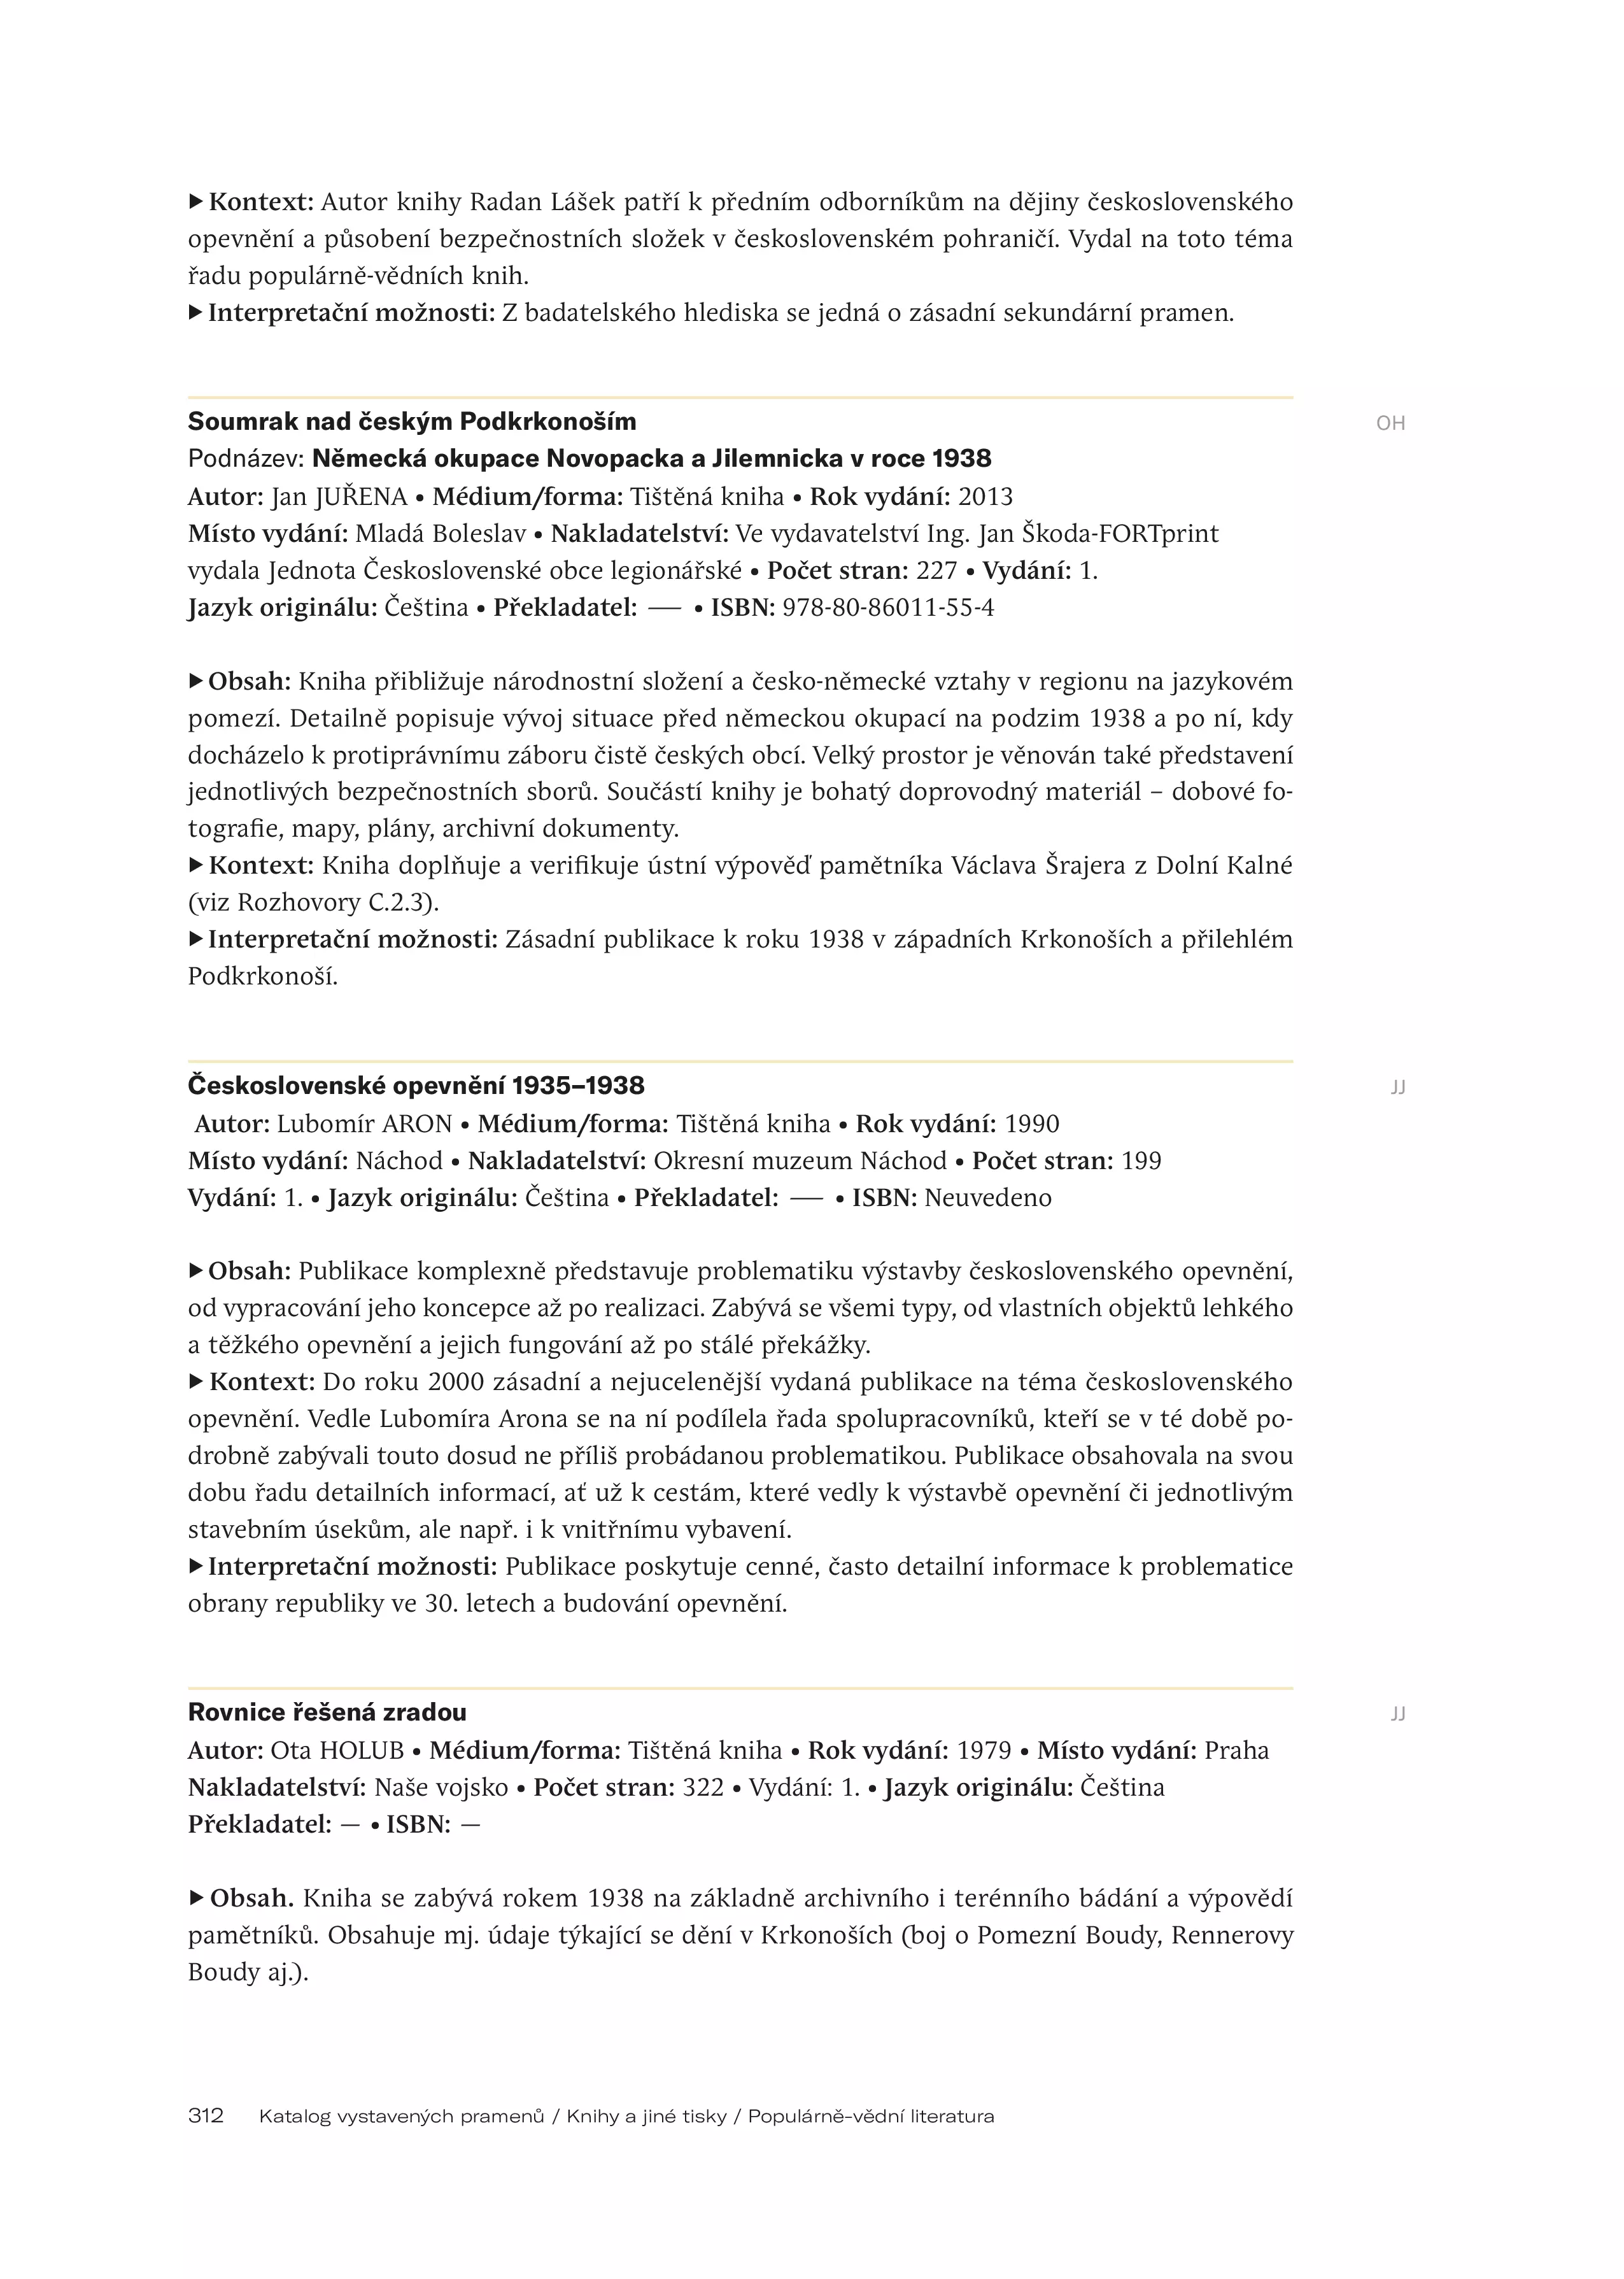 ▶ Kontext: Autor knihy Radan Lášek patří k předním odborníkům na dějiny československého
opevnění a působení bezpečnostních složek v československém pohraničí. Vydal na toto téma
řadu populárně-vědních knih.
▶ Interpretační možnosti: Z badatelského hlediska se jedná o zásadní sekundární pramen.
Soumrak nad českým Podkrkonoším
OH
Podnázev: Německá okupace Novopacka a Jilemnicka v roce 1938
Autor: Jan JUŘENA • Médium/forma: Tištěná kniha • Rok vydání: 2013
Místo vydání: Mladá Boleslav • Nakladatelství: Ve vydavatelství Ing. Jan Škoda-FORTprint
vydala Jednota Československé obce legionářské • Počet stran: 227 • Vydání: 1.
Jazyk originálu: Čeština • Překladatel: — • ISBN: 978-80-86011-55-4
▶ Obsah: Kniha přibližuje národnostní složení a česko-německé vztahy v regionu na jazykovém
pomezí. Detailně popisuje vývoj situace před německou okupací na podzim 1938 a po ní, kdy
docházelo k protiprávnímu záboru čistě českých obcí. Velký prostor je věnován také představení
jednotlivých bezpečnostních sborů. Součástí knihy je bohatý doprovodný materiál – dobové fo-
tografie, mapy, plány, archivní dokumenty.
▶ Kontext: Kniha doplňuje a verifikuje ústní výpověď pamětníka Václava Šrajera z Dolní Kalné
(viz Rozhovory C.2.3).
▶ Interpretační možnosti: Zásadní publikace k roku 1938 v západních Krkonoších a přilehlém
Podkrkonoší.
Československé opevnění 1935–1938
JJ
Autor: Lubomír ARON • Médium/forma: Tištěná kniha • Rok vydání: 1990
Místo vydání: Náchod • Nakladatelství: Okresní muzeum Náchod • Počet stran: 199
Vydání: 1. • Jazyk originálu: Čeština • Překladatel: — • ISBN: Neuvedeno
▶ Obsah: Publikace komplexně představuje problematiku výstavby československého opevnění,
od vypracování jeho koncepce až po realizaci. Zabývá se všemi typy, od vlastních objektů lehkého
a těžkého opevnění a jejich fungování až po stálé překážky.
▶ Kontext: Do roku 2000 zásadní a nejucelenější vydaná publikace na téma československého
opevnění. Vedle Lubomíra Arona se na ní podílela řada spolupracovníků, kteří se v té době po-
drobně zabývali touto dosud ne příliš probádanou problematikou. Publikace obsahovala na svou
dobu řadu detailních informací, ať už k cestám, které vedly k výstavbě opevnění či jednotlivým
stavebním úsekům, ale např. i k vnitřnímu vybavení.
▶ Interpretační možnosti: Publikace poskytuje cenné, často detailní informace k problematice
obrany republiky ve 30. letech a budování opevnění.
Rovnice řešená zradou
JJ
Autor: Ota HOLUB • Médium/forma: Tištěná kniha • Rok vydání: 1979 • Místo vydání: Praha
Nakladatelství: Naše vojsko • Počet stran: 322 • Vydání: 1. • Jazyk originálu: Čeština
Překladatel: — • ISBN: —
▶ Obsah. Kniha se zabývá rokem 1938 na základně archivního i terénního bádání a výpovědí
pamětníků. Obsahuje mj. údaje týkající se dění v Krkonoších (boj o Pomezní Boudy, Rennerovy
Boudy aj.).
312 Katalog vystavených pramenů / Knihy a jiné tisky / Populárně-vědní literatura